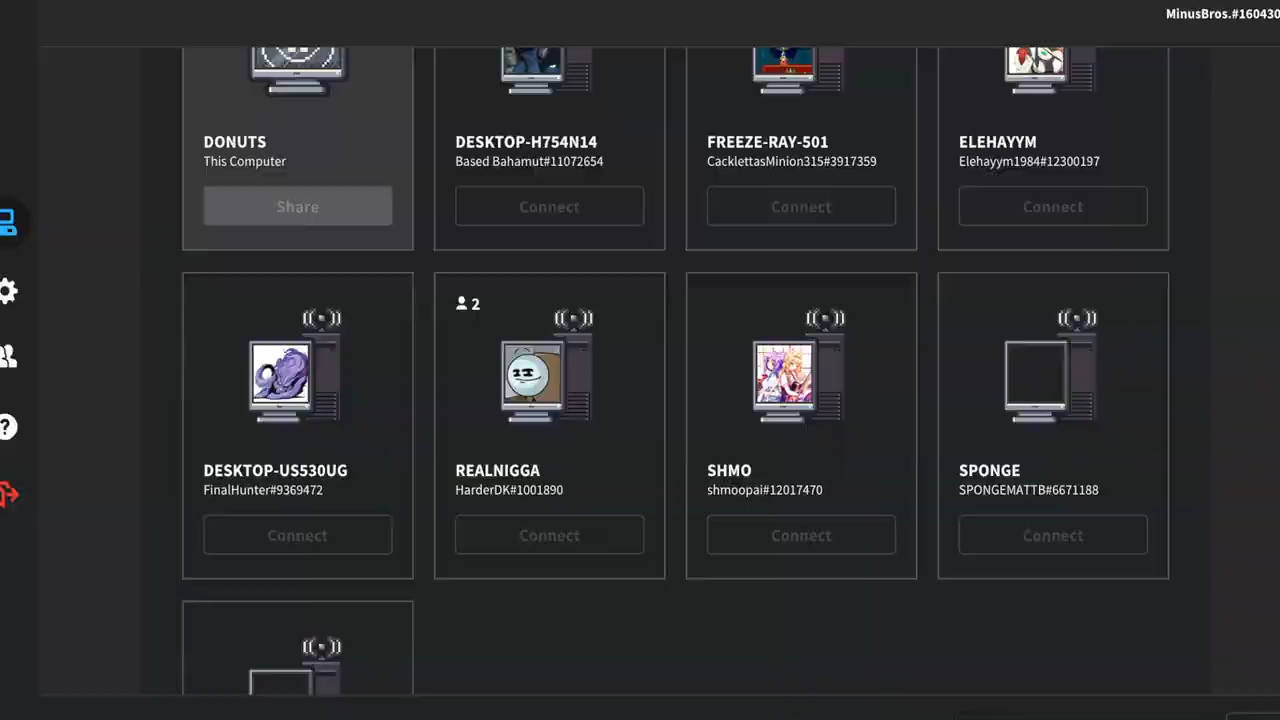 MinusBros.#160430
DONUTS
This Computer
Share
DESKTOP-H754N14
Based Bahamut#11072654
Connect
FREEZE-RAY-501
CacklettasMinion315#3917359
Connect
ELEHAYYM
Elehayym1984#12300197
Connect
DESKTOP-US530UG
FinalHunter#9369472
Connect
2
REALNIGGA
HarderDK#1001890
Connect
SHMO
shmoopai#12017470
Connect
SPONGE
SPONGEMATTB#6671188
Connect